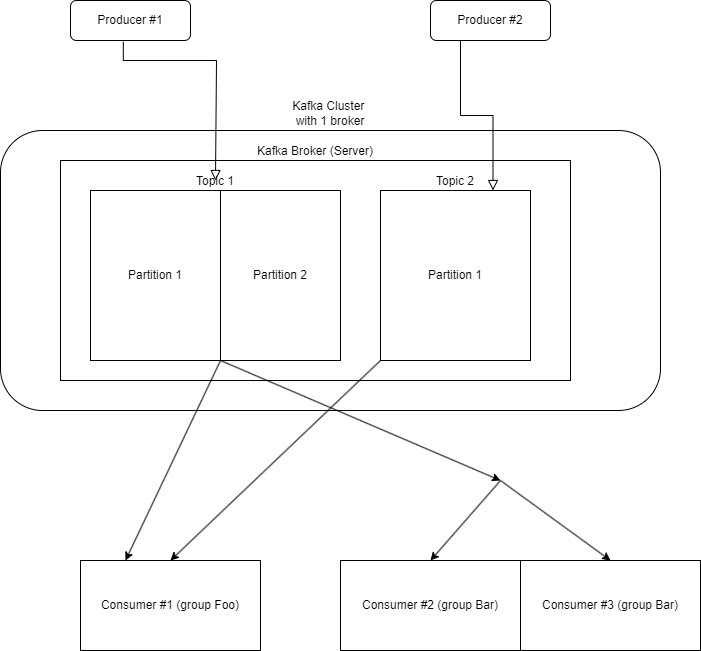 Producer #1
Producer #2
Kafka Cluster
with 1 broker
Kafka Broker (Server)
Topic 1
Topic 2
Partition 1
Partition 2
Partition 1
Consumer #1 (group Foo)
Consumer #2 (group Bar)
Consumer #3 (group Bar)